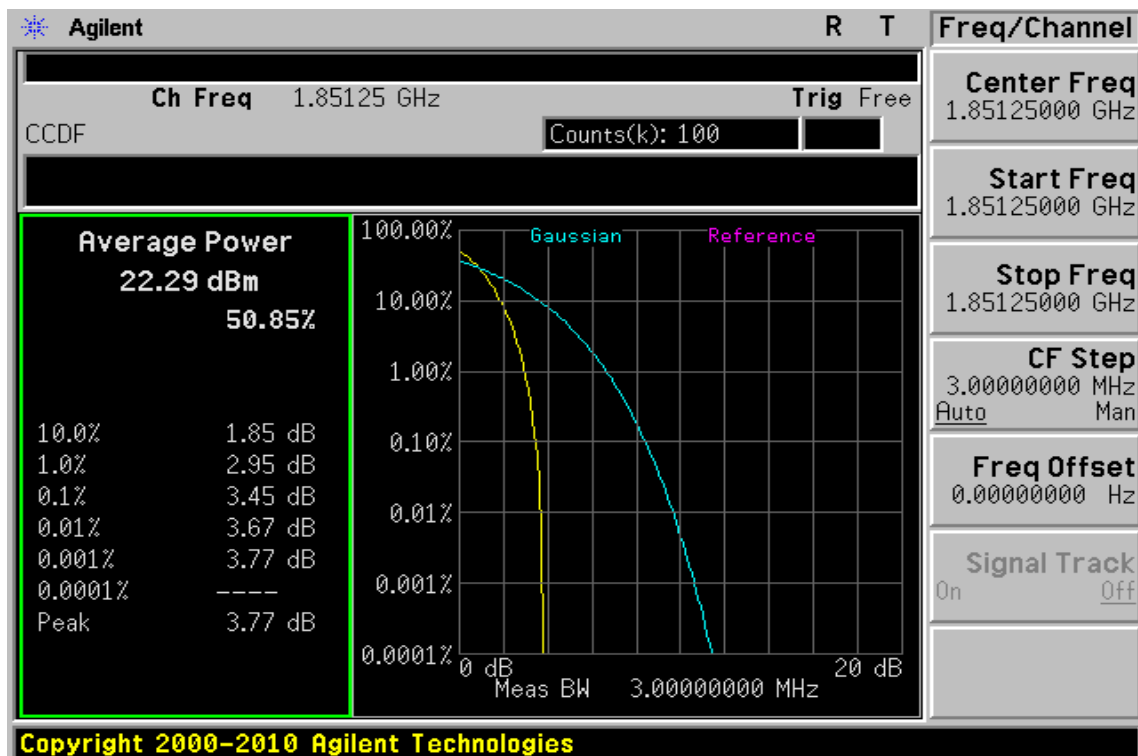 Agilent R T
Ch Freq 1.85125 GHz Trig Free
CCDF Counts(k): 100
Average Power
22.29 dBm
50.85%
10.0% 1.85 dB
1.0% 2.95 dB
0.1% 3.45 dB
0.01% 3.67 dB
0.001% 3.77 dB
0.0001% ----
Peak 3.77 dB
Gaussian Reference
100.00%
10.00%
1.00%
0.10%
0.01%
0.001%
0.0001%
0 dB 20 dB
Meas BW 3.00000000 MHz
Freq/Channel
Center Freq
1.85125000 GHz
Start Freq
1.85125000 GHz
Stop Freq
1.85125000 GHz
CF Step
3.00000000 MHz
Auto Man
Freq Offset
0.00000000 Hz
Signal Track
On Off
Copyright 2000-2010 Agilent Technologies